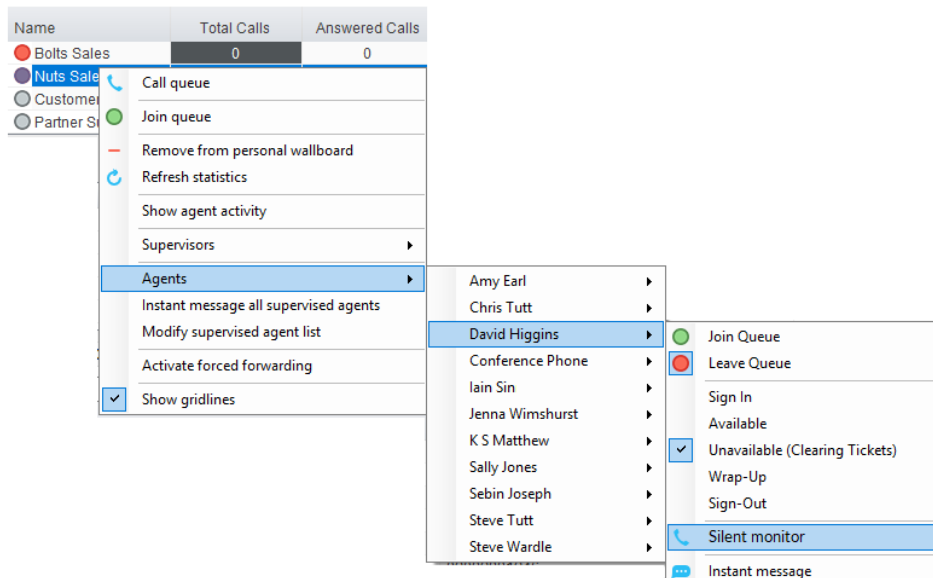 Name Total Calls Answered Calls
Bolts Sales 0 0
Nuts Sale
Customer
Partner S
Call queue
Join queue
Remove from personal wallboard
Refresh statistics
Show agent activity
Supervisors
Agents
Instant message all supervised agents
Modify supervised agent list
Activate forced forwarding
Show gridlines
Amy Earl
Chris Tutt
David Higgins
Conference Phone
Iain Sin
Jenna Wimshurst
K S Matthew
Sally Jones
Sebin Joseph
Steve Tutt
Steve Wardle
Join Queue
Leave Queue
Sign In
Available
Unavailable (Clearing Tickets)
Wrap-Up
Sign-Out
Silent monitor
Instant message